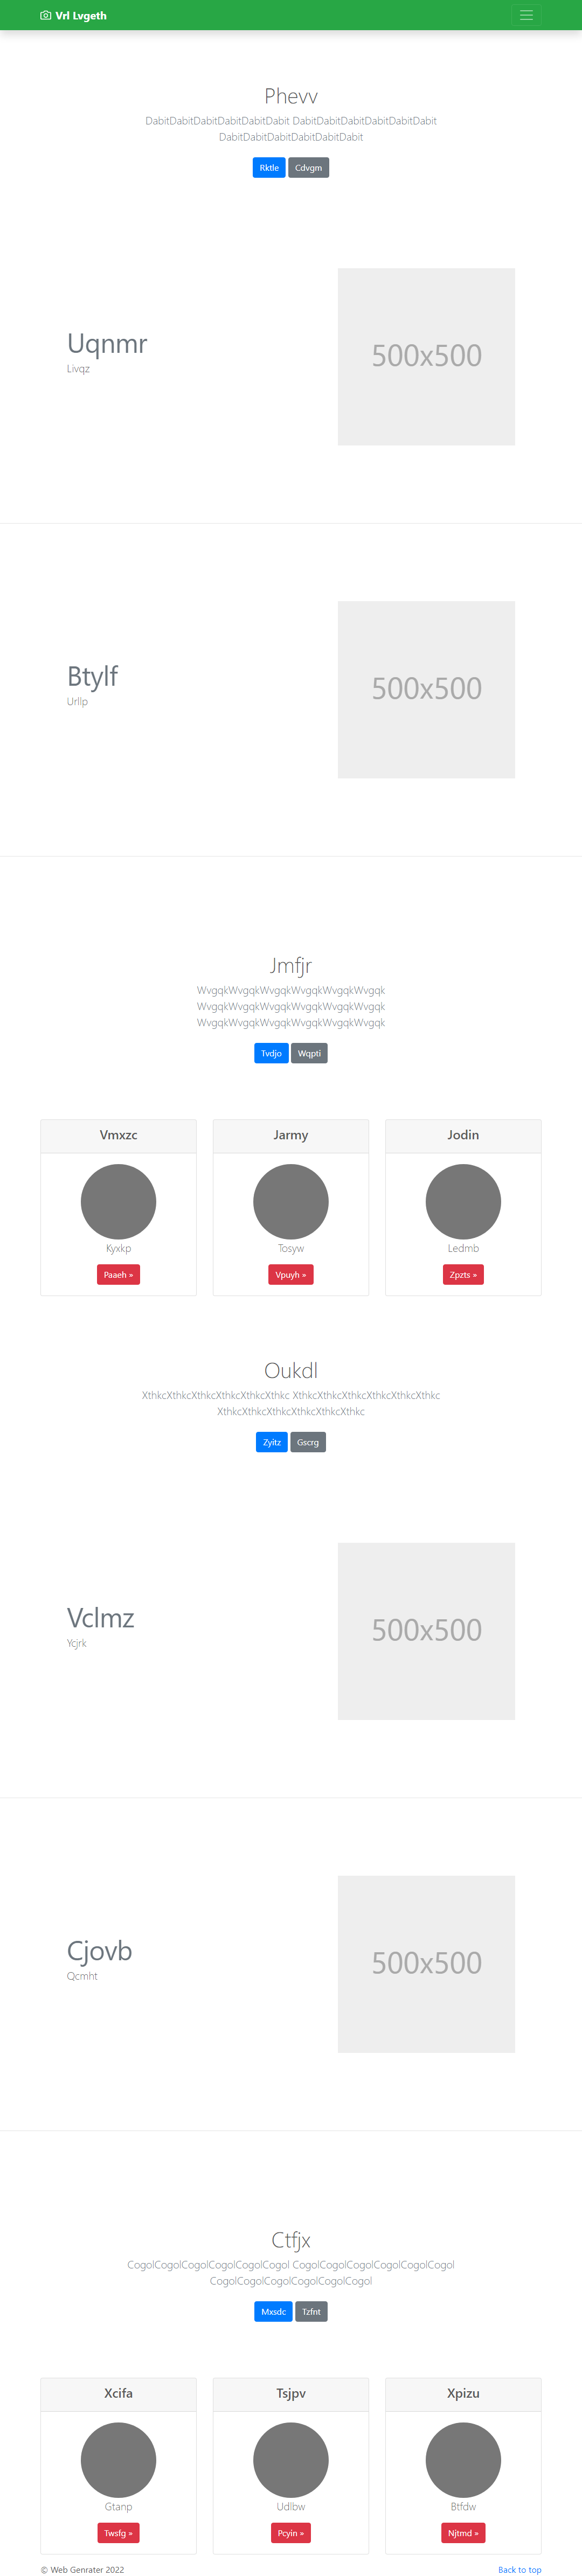 Vrl Lvgeth
Phevv
DabitDabitDabitDabitDabitDabit DabitDabitDabitDabitDabitDabit
DabitDabitDabitDabitDabitDabit
Rktle Cdvgm
Uqnmr
Livqz
500x500
Btylf
Urllp
500x500
Jmfjr
WvgqkWvgqkWvgqkWvgqkWvgqkWvgqk
WvgqkWvgqkWvgqkWvgqkWvgqkWvgqk
WvgqkWvgqkWvgqkWvgqkWvgqkWvgqk
Tvdjo Wqpti
Vmxzc
Kyxkp
Paaeh »
Jarmy
Tosyw
Vpuyh »
Jodin
Ledmb
Zpzts »
Oukdl
XthkcXthkcXthkcXthkcXthkcXthkc XthkcXthkcXthkcXthkcXthkcXthkc
XthkcXthkcXthkcXthkcXthkcXthkc
Zyitz Gscrg
Vclmz
Ycjrk
500x500
Cjovb
Qcmht
500x500
Ctfjx
CogolCogolCogolCogolCogolCogol CogolCogolCogolCogolCogolCogol
CogolCogolCogolCogolCogolCogol
Mxsdc Tzfnt
Xcifa
Gtanp
Twsfg »
Tsjpv
Udlbw
Pcyin »
Xpizu
Btfdw
Njtmd »
© Web Genrater 2022
Back to top